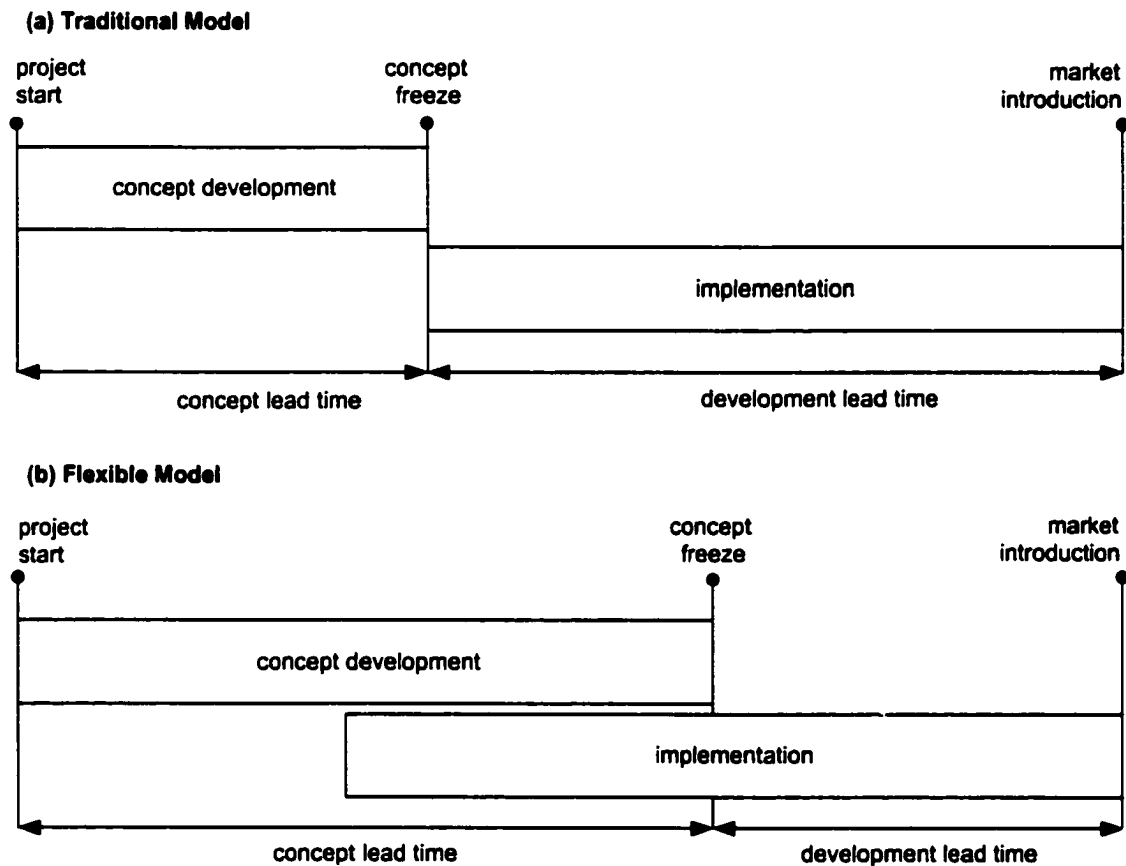 (a) Traditional Model
project
start
concept
freeze
market
introduction
concept development
implementation
concept lead time
development lead time
(b) Flexible Model
project
start
concept
freeze
market
introduction
concept development
implementation
concept lead time
development lead time